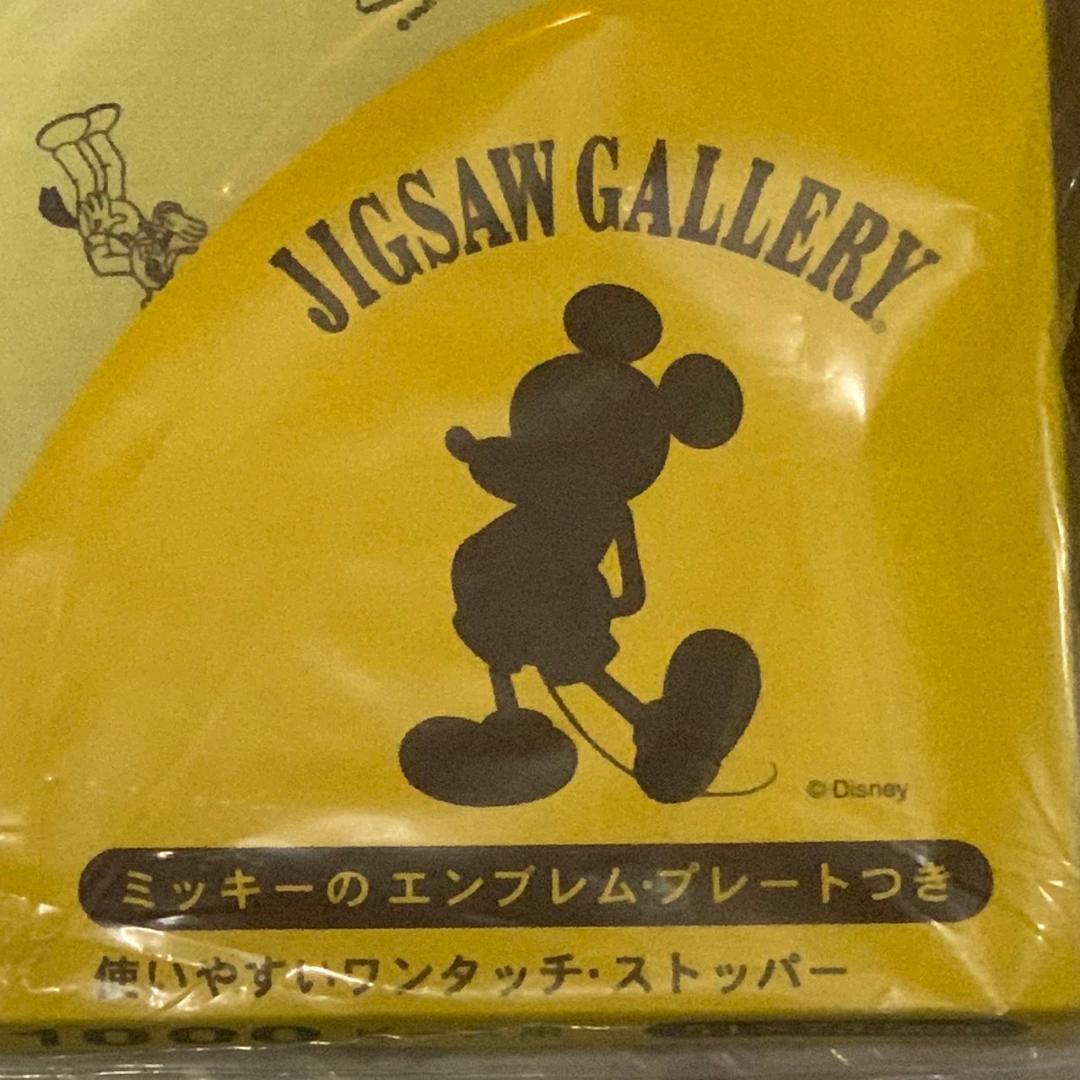 JIGSAW GALLERY®
© Disney
ミッキーの エンブレム・プレートつき
使いやすいワンタッチ・ストッパー
1000